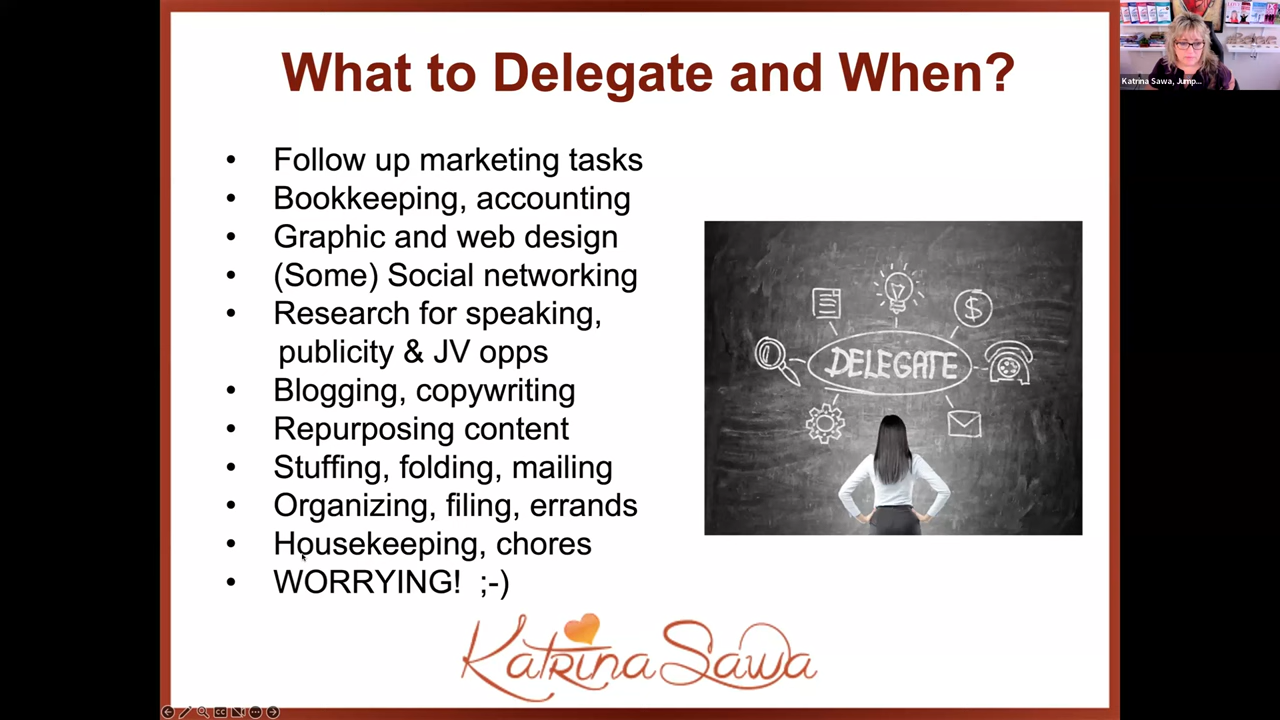 What to Delegate and When?
• Follow up marketing tasks
• Bookkeeping, accounting
• Graphic and web design
• (Some) Social networking
• Research for speaking,
publicity & JV opps
• Blogging, copywriting
• Repurposing content
• Stuffing, folding, mailing
• Organizing, filing, errands
• Housekeeping, chores
• WORRYING! ;-)
DELEGATE
$
Katrina Sawa
Katrina Sawa, Jump...